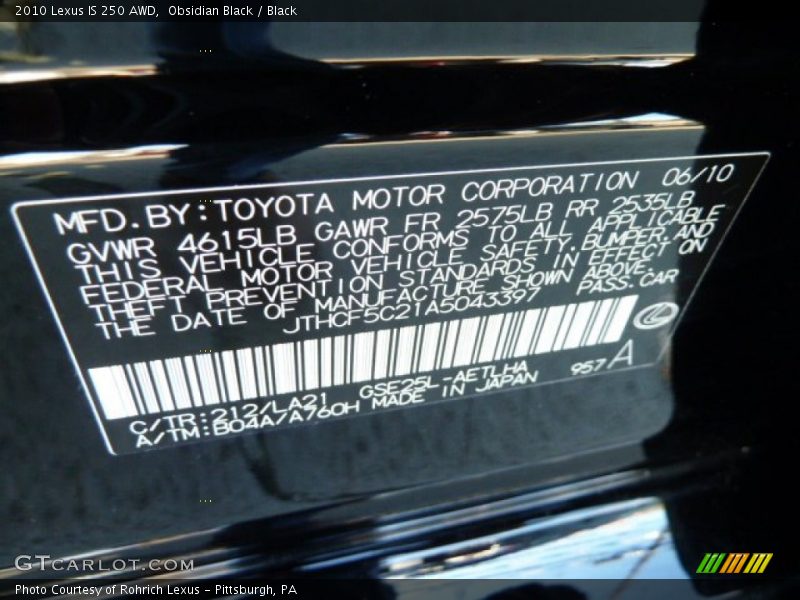 2010 Lexus IS 250 AWD,  Obsidian Black / Black
MFD. BY: TOYOTA MOTOR CORPORATION 06/10
GVWR 4615LB GAWR FR 2575LB RR 2535LB
THIS VEHICLE CONFORMS TO ALL APPLICABLE
FEDERAL MOTOR VEHICLE SAFETY, BUMPER, AND
THEFT PREVENTION STANDARDS IN EFFECT ON
THE DATE OF MANUFACTURE SHOWN ABOVE.
JTHCF5C21A5043397 PASS. CAR
C/TR: 212/LA21 GSE25L-AETLHA
A/TM: B04A/A760H MADE IN JAPAN 957 A
GTCARLOT.COM
Photo Courtesy of Rohrich Lexus - Pittsburgh, PA